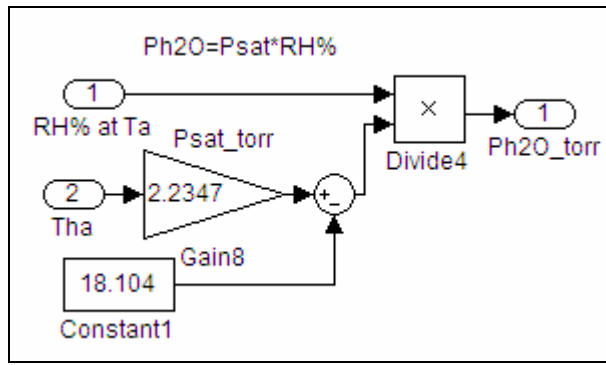 Ph2O=Psat*RH%
1
RH% at Ta
×
Divide4
1
Ph2O_torr
Psat_torr
2
Tha
2.2347
+
-
Gain8
18.104
Constant1